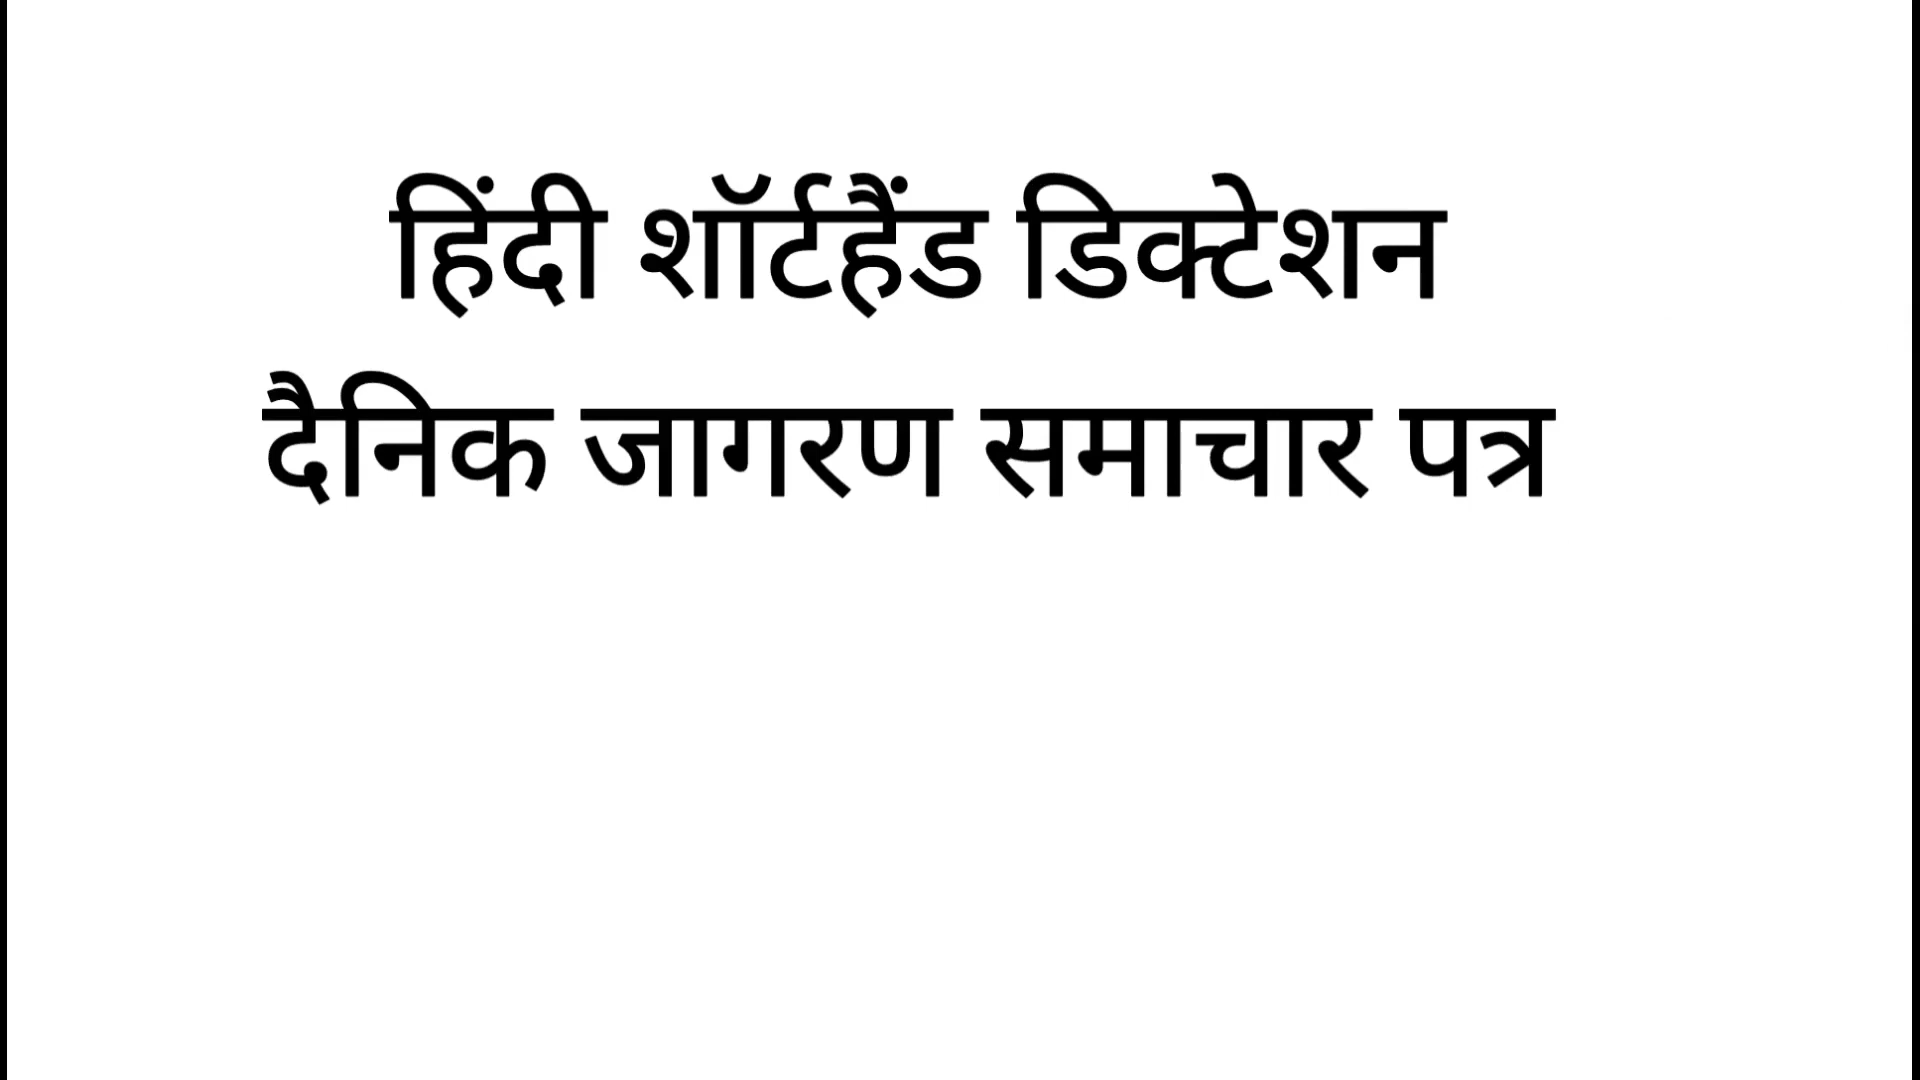 हिंदी शॉर्टहैंड डिक्टेशन
दैनिक जागरण समाचार पत्र